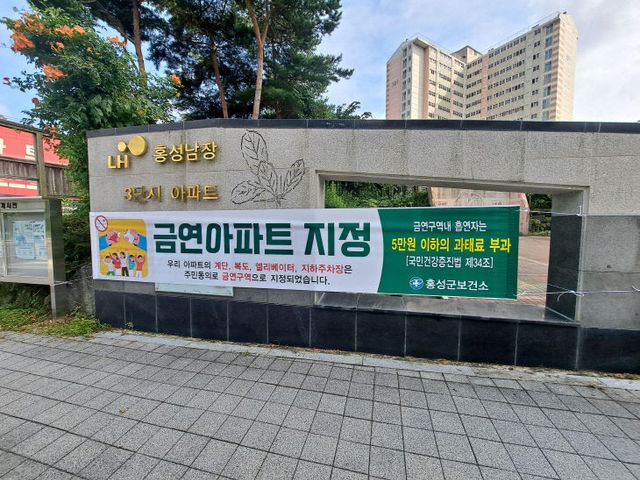 LH 홍성남장
3단지 아파트
금연아파트 지정
우리 아파트의 계단, 복도, 엘리베이터, 지하주차장은
주민동의로 금연구역으로 지정되었습니다.
금연구역내 흡연자는
5만원 이하의 과태료 부과
[국민건강증진법 제34조]
홍성군보건소